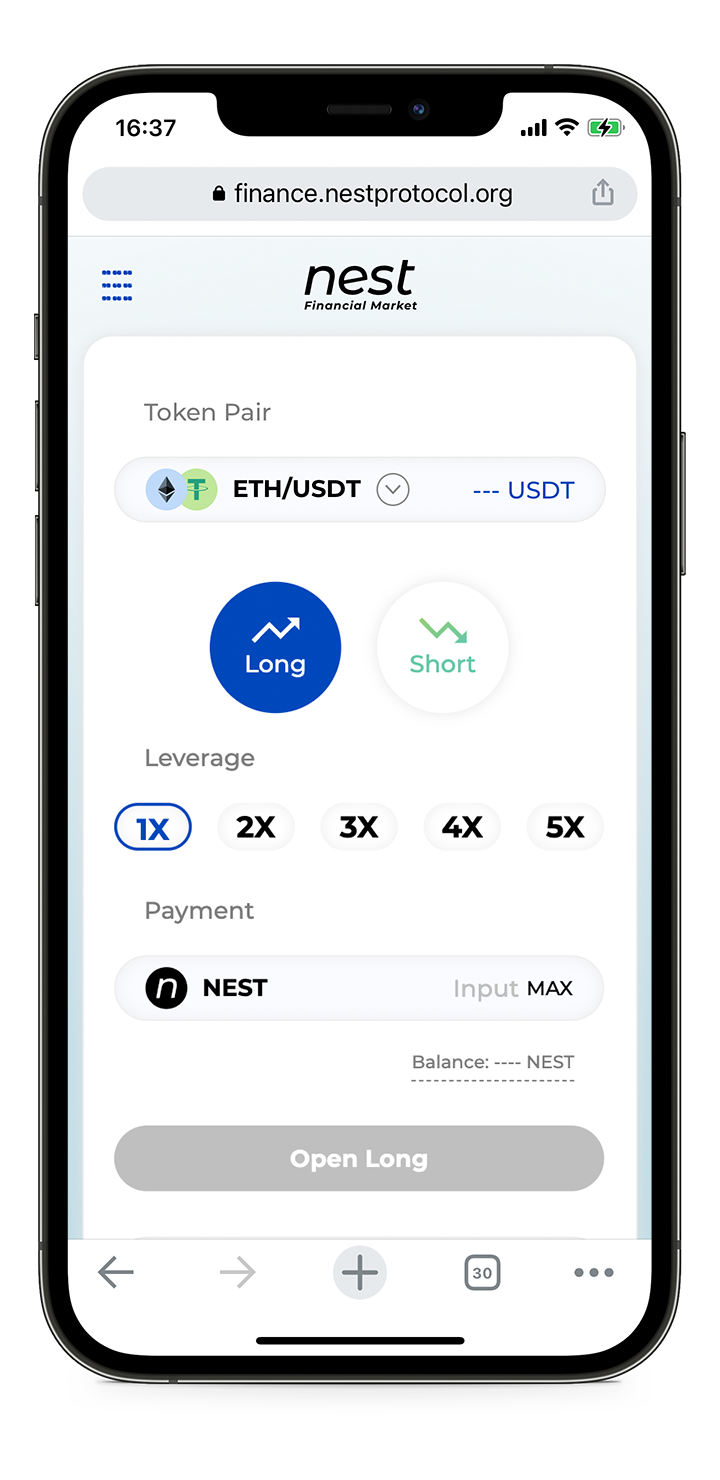 16:37
finance.nestprotocol.org
nest
Financial Market
Token Pair
ETH/USDT --- USDT
Long Short
Leverage
1X 2X 3X 4X 5X
Payment
n NEST Input MAX
Balance: ---- NEST
Open Long
30